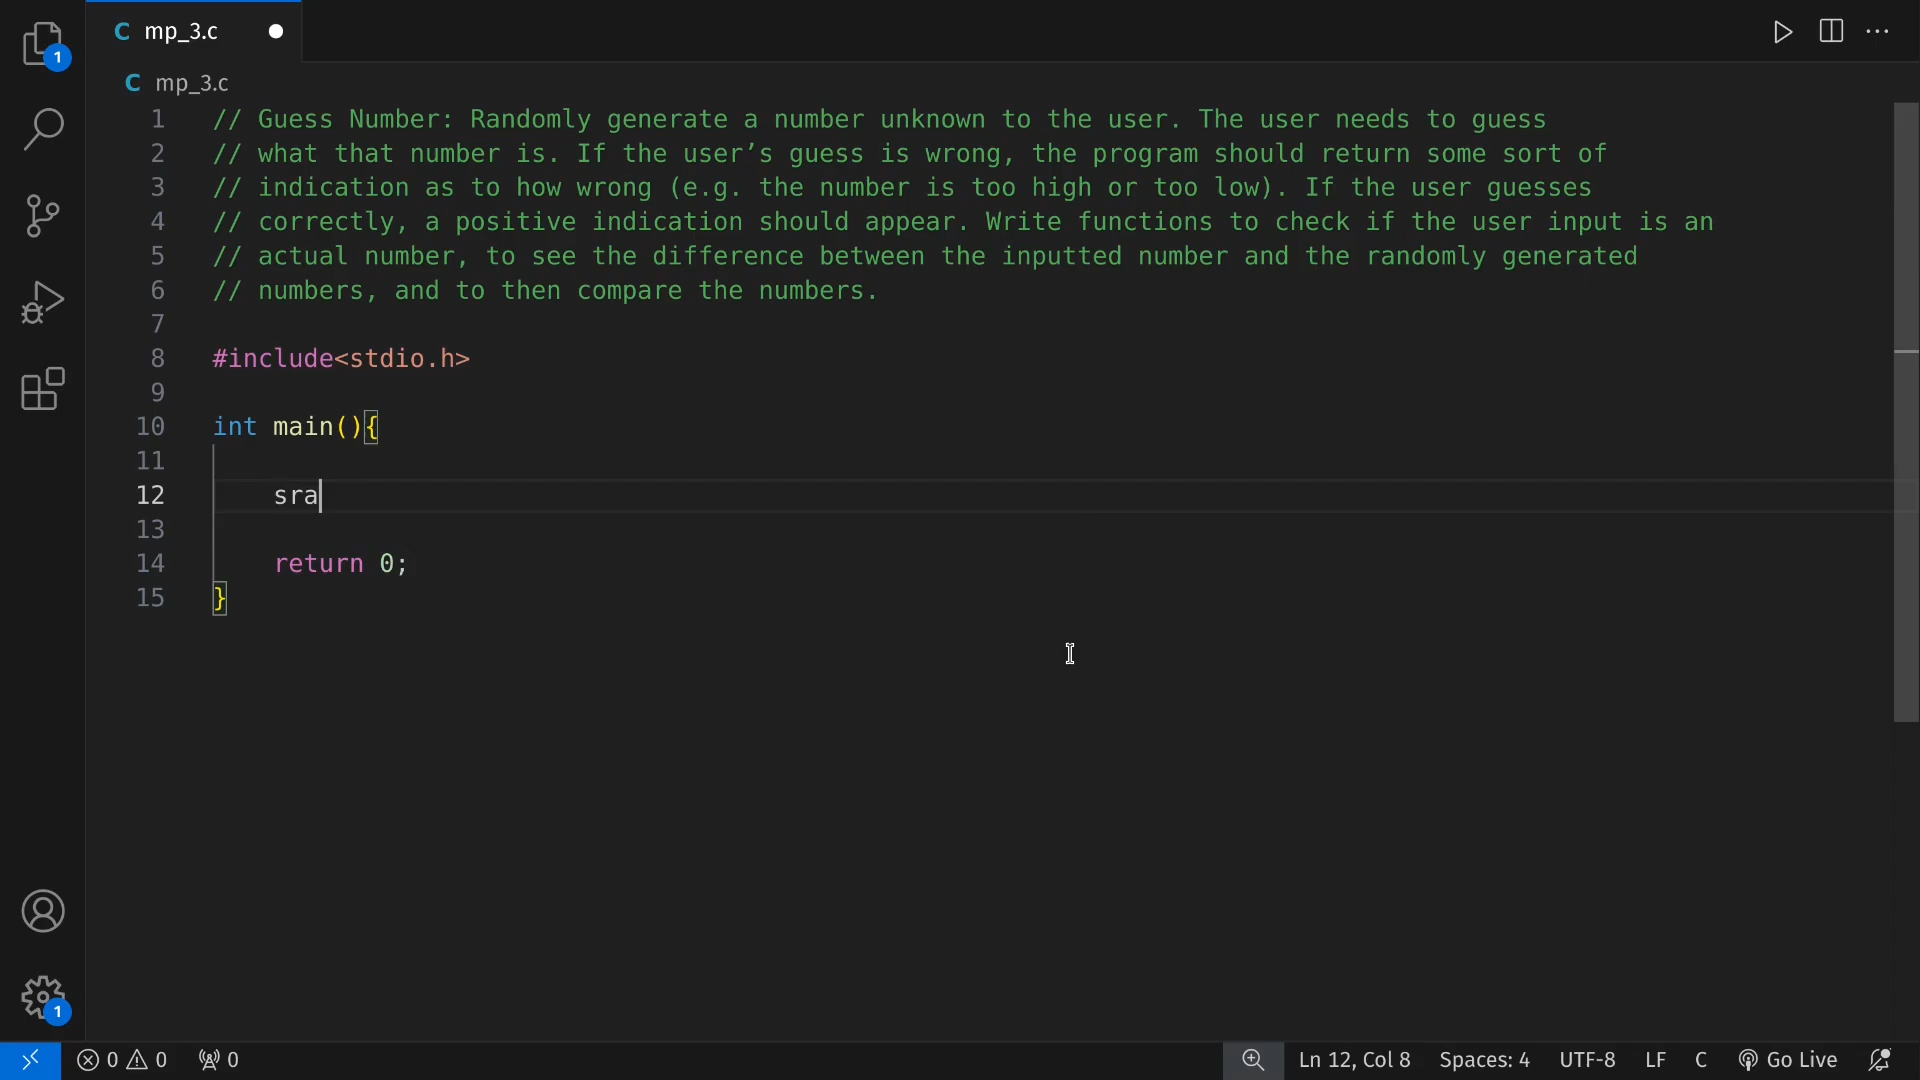 mp_3.c
1
mp_3.c
1 // Guess Number: Randomly generate a number unknown to the user. The user needs to guess
2 // what that number is. If the user’s guess is wrong, the program should return some sort of
3 // indication as to how wrong (e.g. the number is too high or too low). If the user guesses
4 // correctly, a positive indication should appear. Write functions to check if the user input is an
5 // actual number, to see the difference between the inputted number and the randomly generated
6 // numbers, and to then compare the numbers.
7
8 #include<stdio.h>
9
10 int main(){
11
12     sra
13
14     return 0;
15 }
1
0 0 0 Ln 12, Col 8 Spaces: 4 UTF-8 LF C Go Live